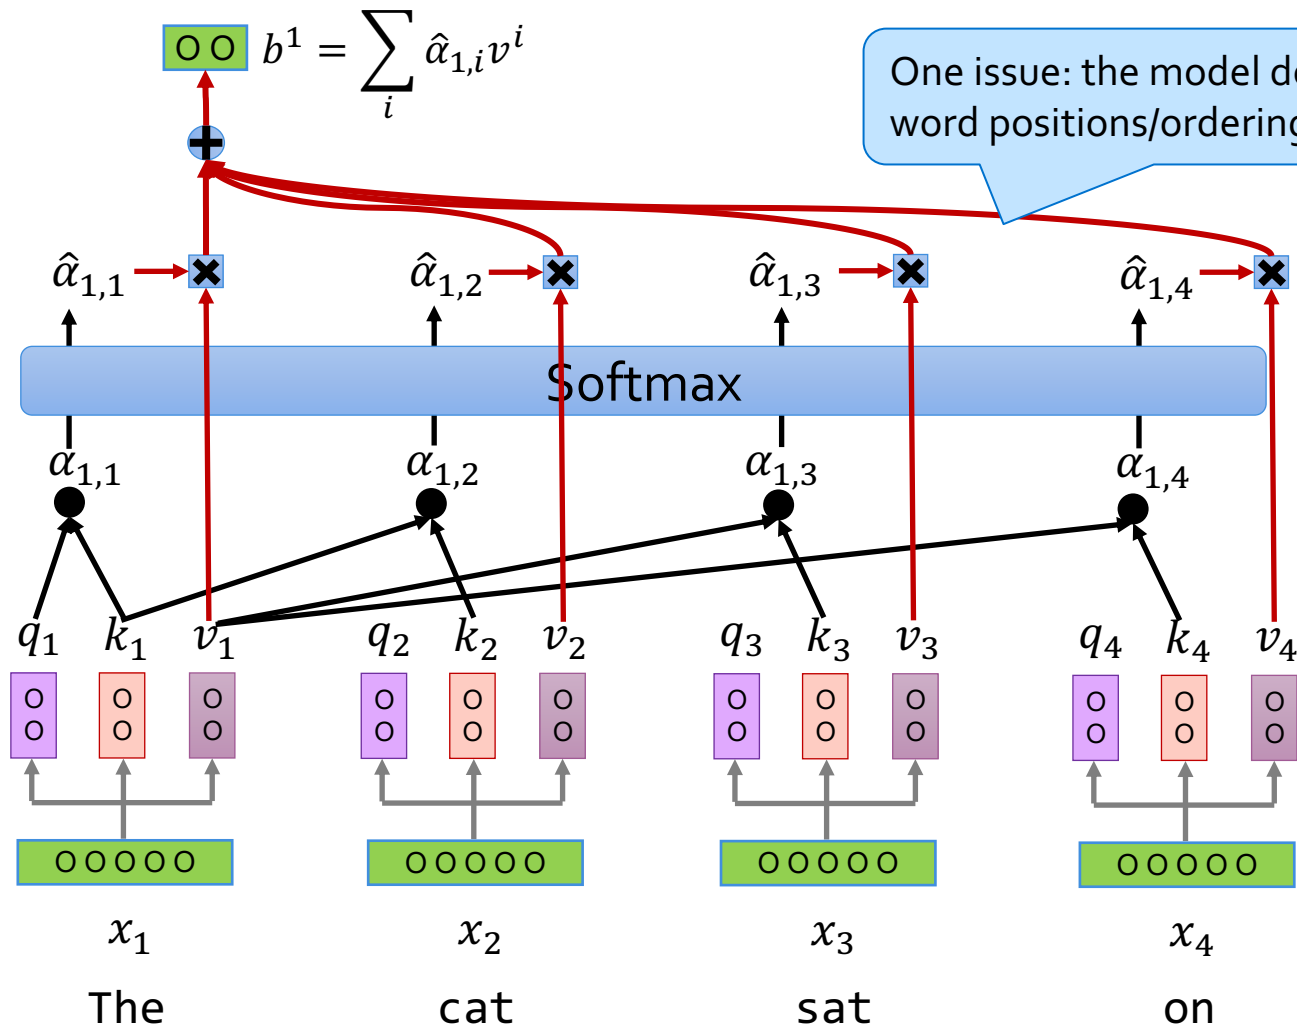 O O b¹ = ∑ᵢ α̂₁,ᵢ vⁱ
One issue: the model
word positions/ordering
+
α̂₁,₁ × α̂₁,₂ × α̂₁,₃ × α̂₁,₄ ×
Softmax
α₁,₁ α₁,₂ α₁,₃ α₁,₄
q₁ k₁ v₁ q₂ k₂ v₂ q₃ k₃ v₃ q₄ k₄ v₄
O O O O O O O O O O O O
O O O O O O O O O O O O
O O O O O O O O O O O O O O O O O O O O
x₁ x₂ x₃ x₄
The cat sat on